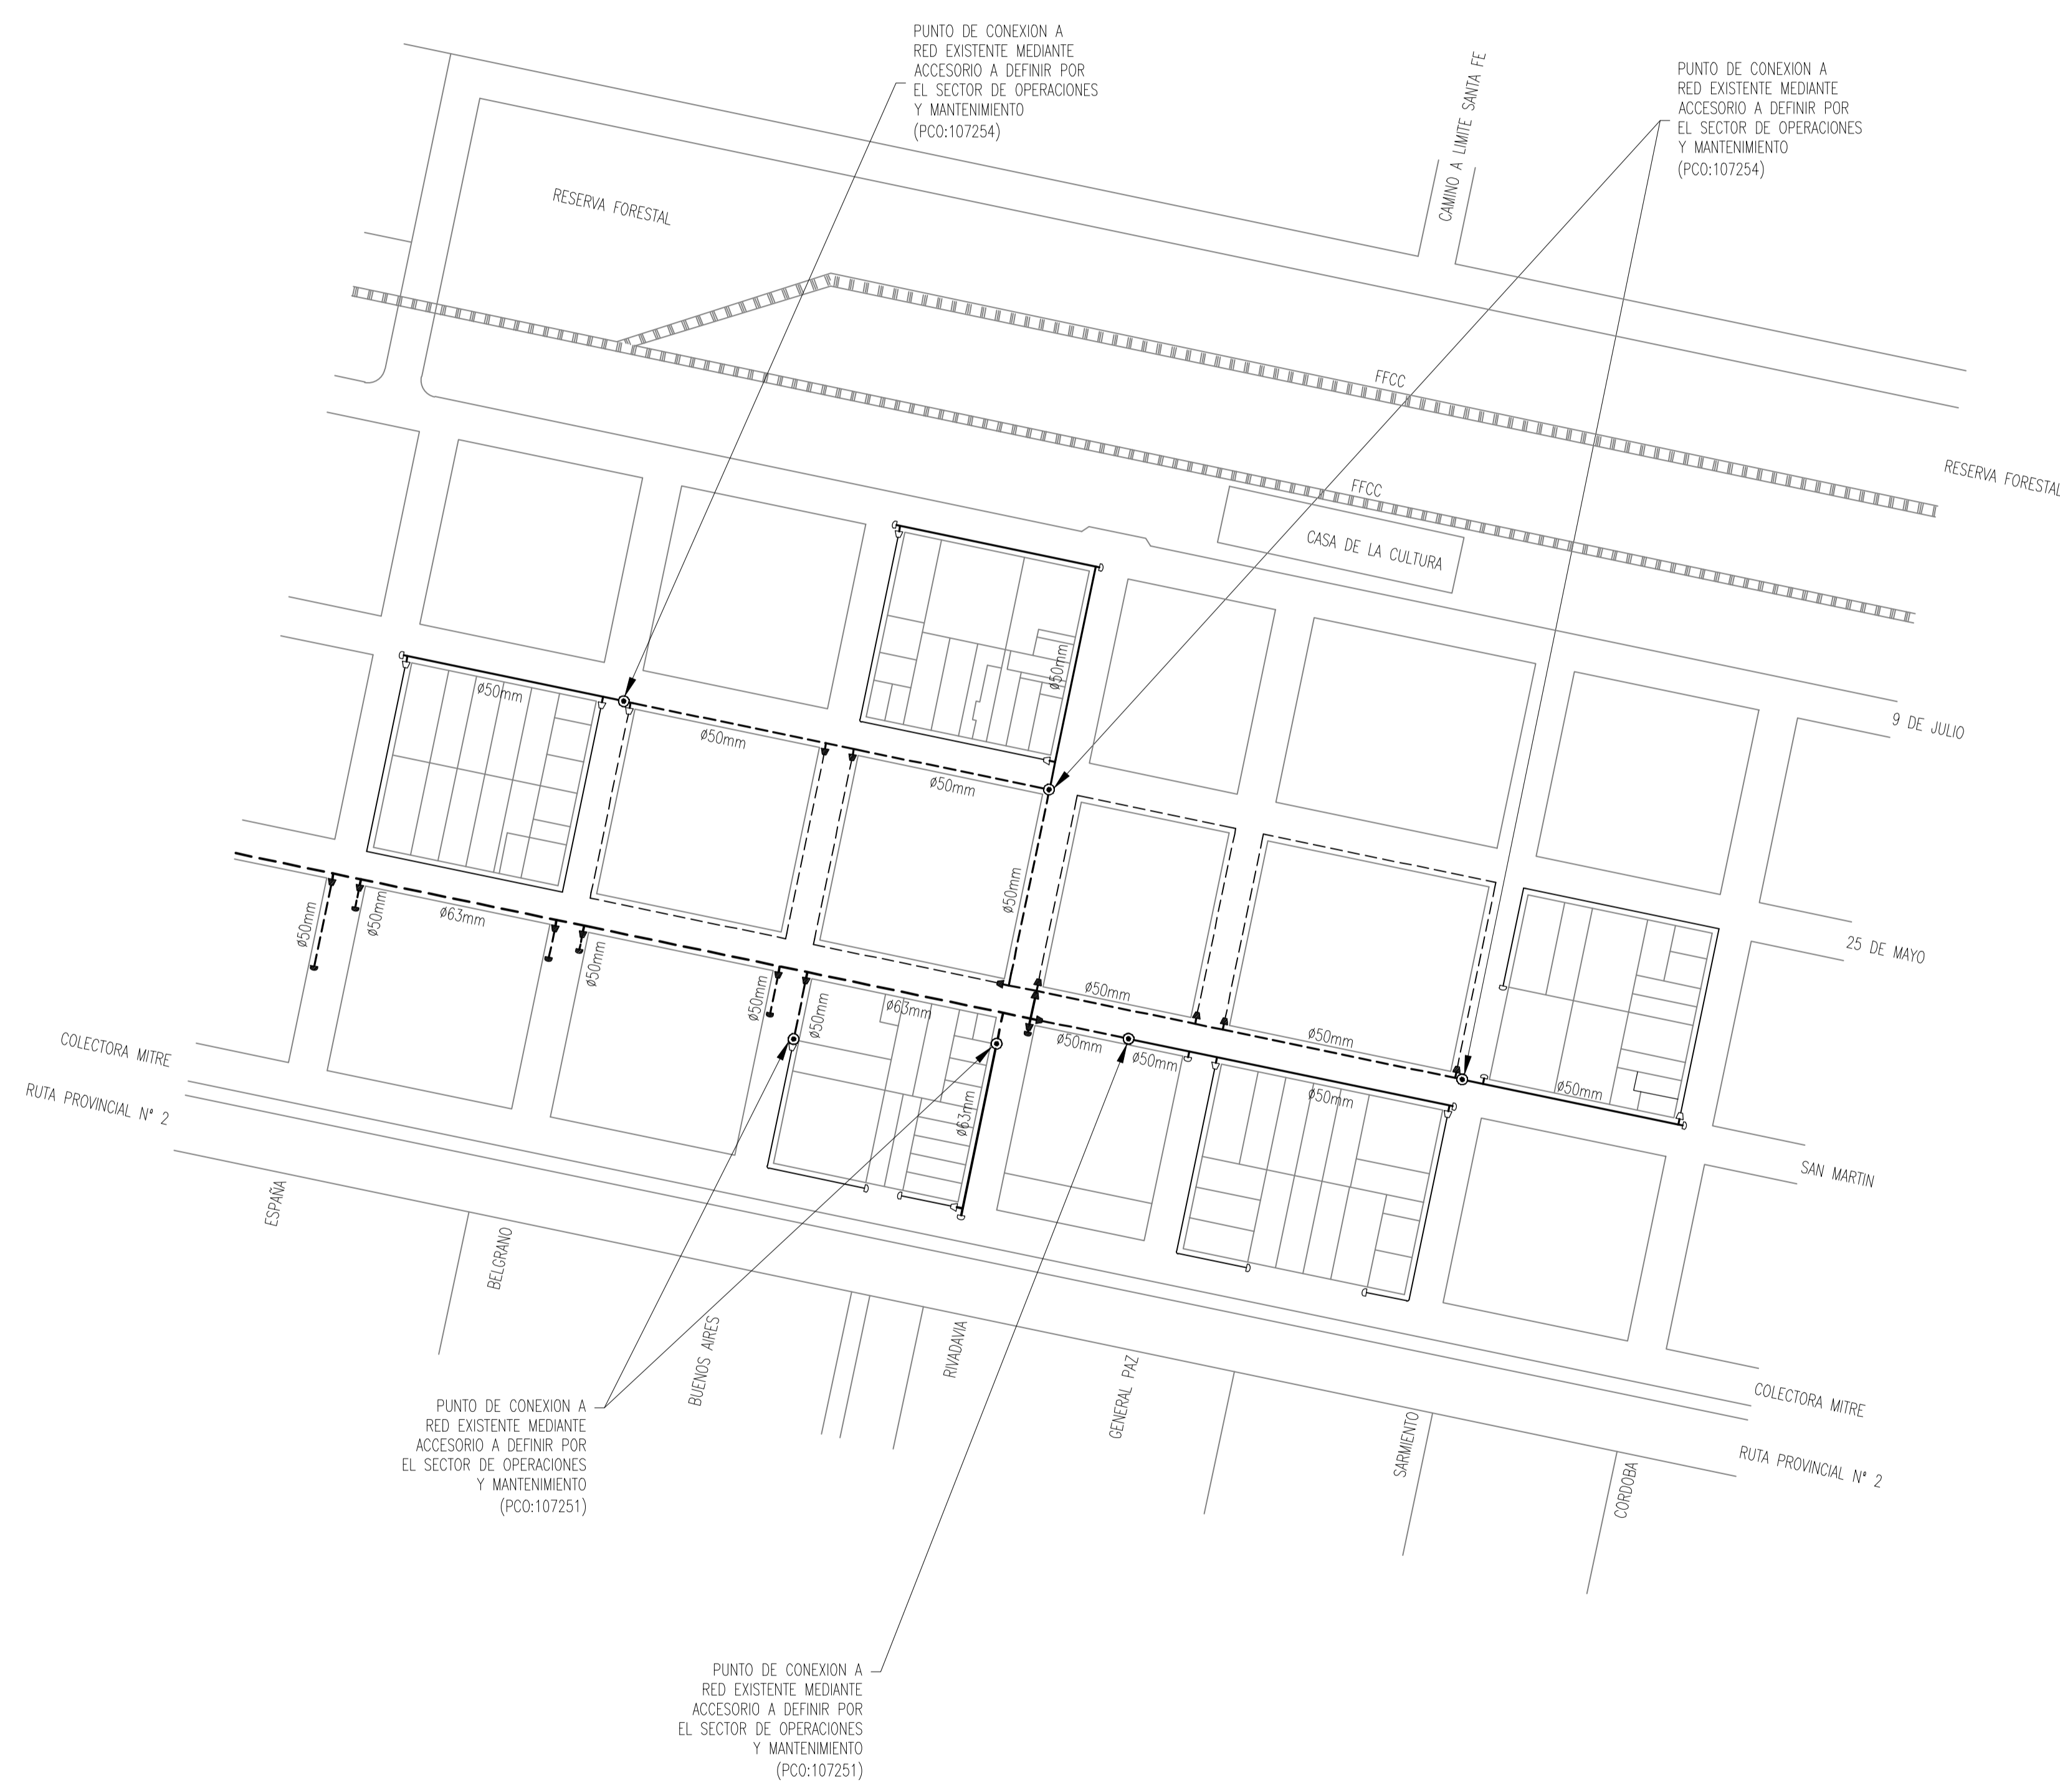 PUNTO DE CONEXION A
RED EXISTENTE MEDIANTE
ACCESORIO A DEFINIR POR
EL SECTOR DE OPERACIONES
Y MANTENIMIENTO
(PCO:107254)
PUNTO DE CONEXION A
RED EXISTENTE MEDIANTE
ACCESORIO A DEFINIR POR
EL SECTOR DE OPERACIONES
Y MANTENIMIENTO
(PCO:107254)
CAMINO A LIMITE SANTA FE
RESERVA FORESTAL
FFCC
RESERVA FORESTAL
FFCC
CASA DE LA CULTURA
9 DE JULIO
ø50mm
ø50mm
ø50mm
ø50mm
ø50mm
ø50mm
ø50mm
ø63mm
ø50mm
ø50mm
ø50mm
ø63mm
ø50mm
ø50mm
ø50mm
ø50mm
ø50mm
ø50mm
ø50mm
ø63mm
25 DE MAYO
SAN MARTIN
COLECTORA MITRE
RUTA PROVINCIAL Nº 2
ESPAÑA
BELGRANO
BUENOS AIRES
RIVADAVIA
GENERAL PAZ
SARMIENTO
CORDOBA
COLECTORA MITRE
RUTA PROVINCIAL Nº 2
PUNTO DE CONEXION A
RED EXISTENTE MEDIANTE
ACCESORIO A DEFINIR POR
EL SECTOR DE OPERACIONES
Y MANTENIMIENTO
(PCO:107251)
PUNTO DE CONEXION A
RED EXISTENTE MEDIANTE
ACCESORIO A DEFINIR POR
EL SECTOR DE OPERACIONES
Y MANTENIMIENTO
(PCO:107251)